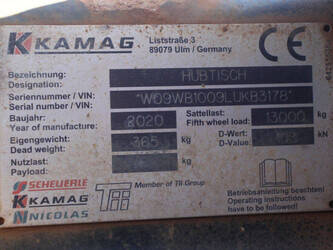 KAMAG
Liststraße 3
89079 Ulm / Germany
CE
Bezeichnung: HUBTISCH
Designation:
Seriennummer / VIN: *W09WB1009LUKB3178*
Serial number / VIN:
Baujahr: 2020 Sattellast: 13000 kg
Year of manufacture: Fifth wheel load:
Eigengewicht: 365 kg D-Wert: kN
Dead weight: D-Value
Nutzlast: kg
Payload:
SCHEUERLE
KAMAG TII Member of TII Group
NICOLAS
Betriebsanleitung beachten!
Operating instructions
have to be followed!